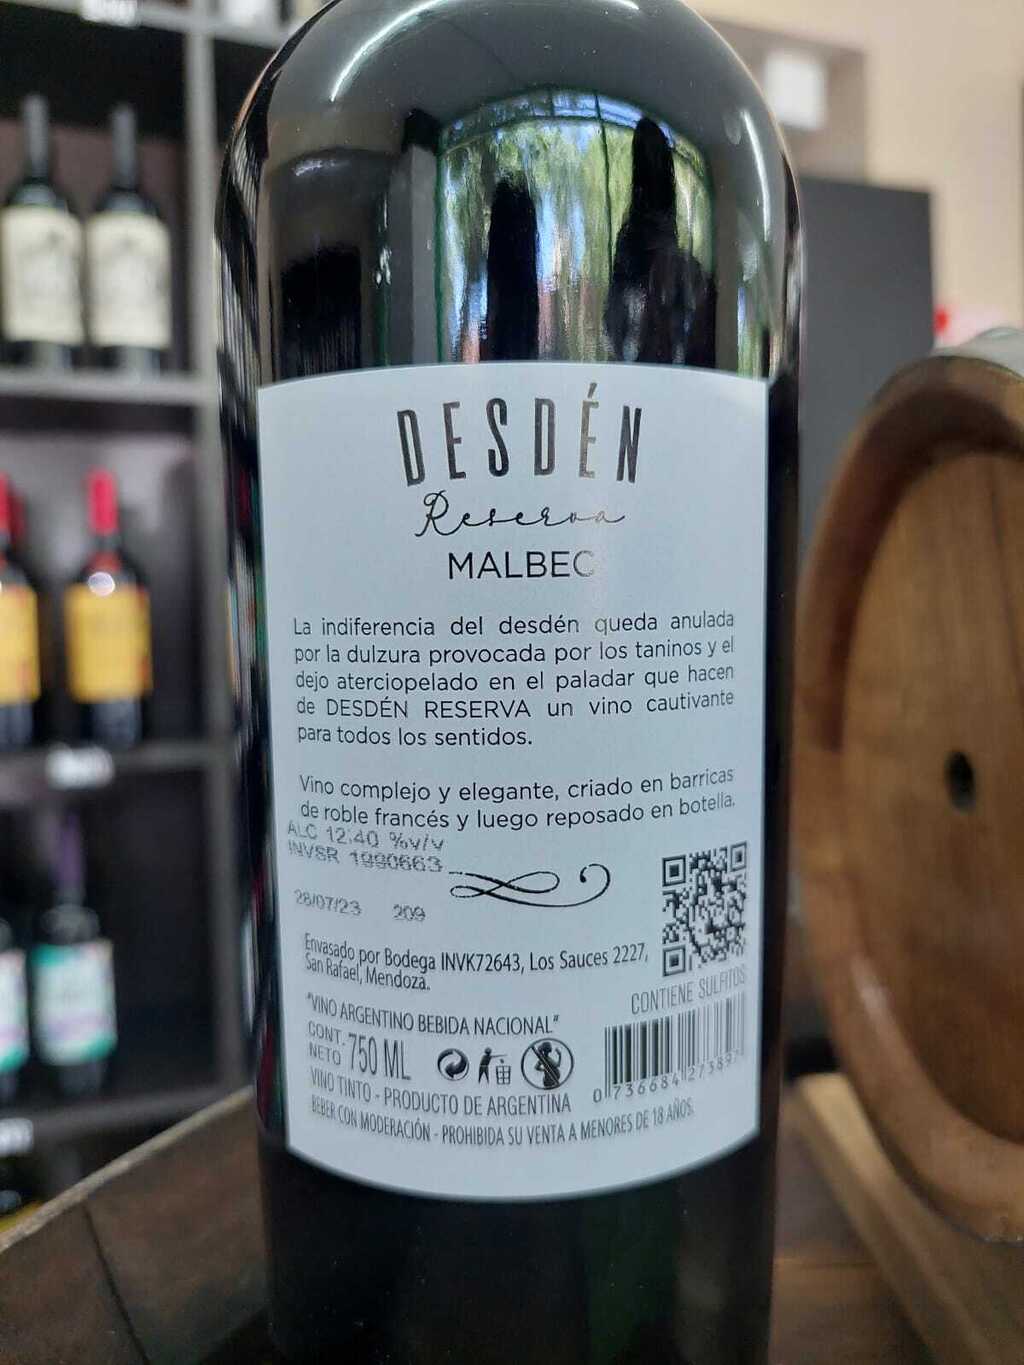 DESDÉN
Reserva
MALBEC
La indiferencia del desdén queda anulada
por la dulzura provocada por los taninos y el
dejo aterciopelado en el paladar que hacen
de DESDÉN RESERVA un vino cautivante
para todos los sentidos.
Vino complejo y elegante, criado en barricas
de roble francés y luego reposado en botella.
ALC 12.40 %v/v
INVSR 1990663
28/07/23 209
Envasado por Bodega INVK72643, Los Sauces 2227,
San Rafael, Mendoza.
CONTIENE SULFITOS
"VINO ARGENTINO BEBIDA NACIONAL"
CONT.
NETO 750 ML
VINO TINTO - PRODUCTO DE ARGENTINA
BEBER CON MODERACIÓN - PROHIBIDA SU VENTA A MENORES DE 18 AÑOS.